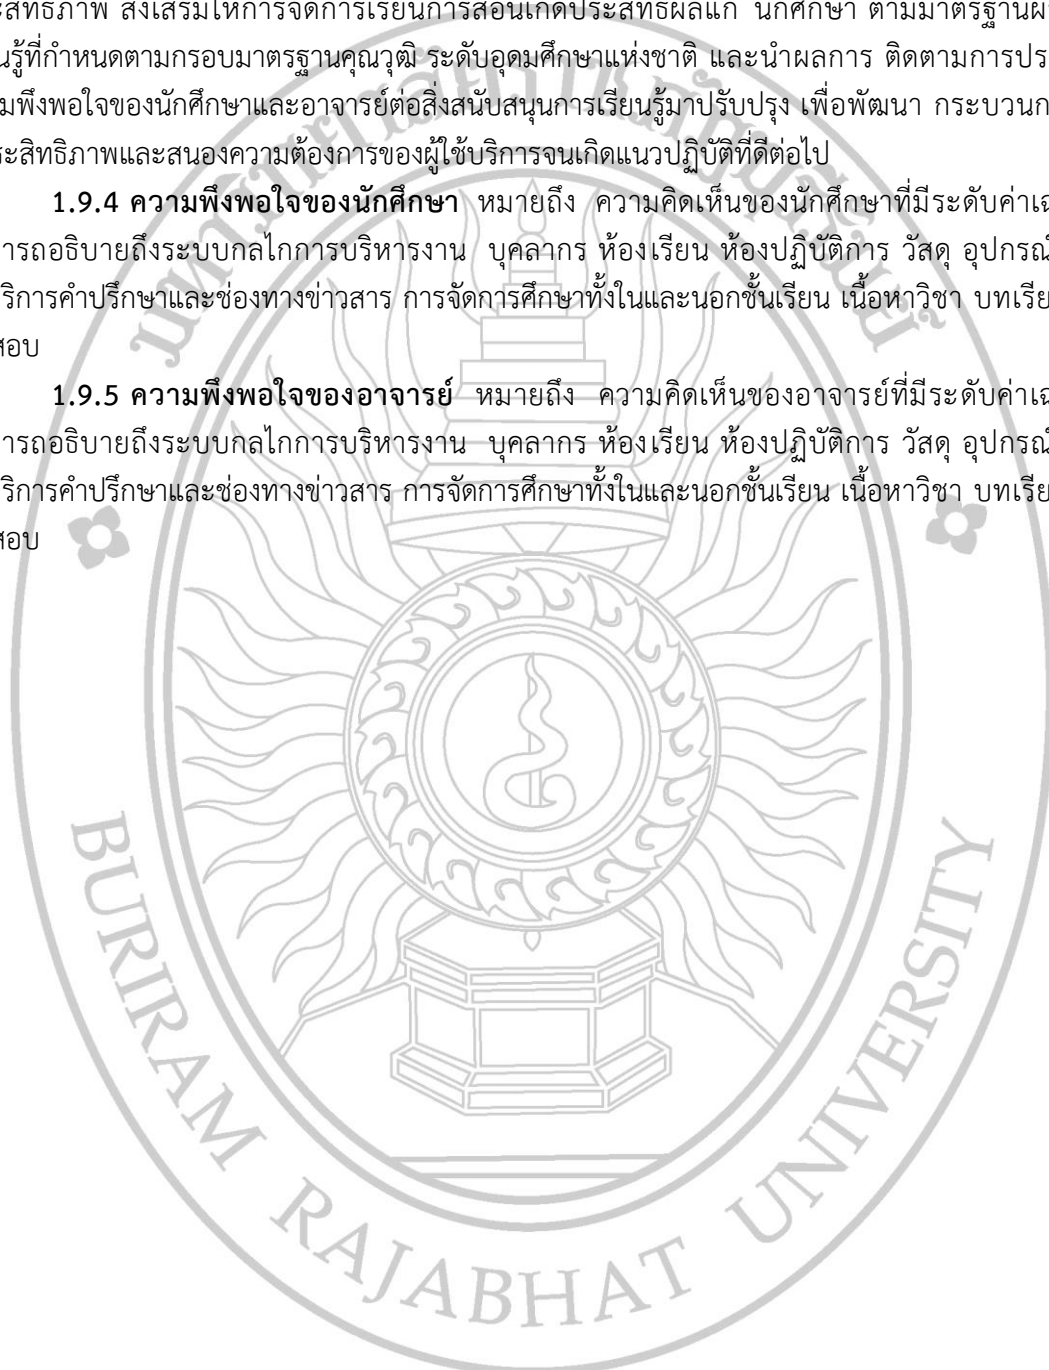 ะสิทธิภาพ ส่งเสริมให้การจัดการเรียนการสอนเกิดประสิทธิผลแก่ นักศึกษา ตามมาตรฐานผ
นรู้ที่กำหนดตามกรอบมาตรฐานคุณวุฒิ ระดับอุดมศึกษาแห่งชาติ และนำผลการ ติดตามการประ
มพึงพอใจของนักศึกษาและอาจารย์ต่อสิ่งสนับสนุนการเรียนรู้มาปรับปรุง เพื่อพัฒนา กระบวนก
ระสิทธิภาพและสนองความต้องการของผู้ใช้บริการจนเกิดแนวปฏิบัติที่ดีต่อไป
1.9.4 ความพึงพอใจของนักศึกษา หมายถึง ความคิดเห็นของนักศึกษาที่มีระดับค่าเฉ
ารถอธิบายถึงระบบกลไกการบริหารงาน บุคลากร ห้องเรียน ห้องปฏิบัติการ วัสดุ อุปกรณ์
ริการคำปรึกษาและช่องทางข่าวสาร การจัดการศึกษาทั้งในและนอกชั้นเรียน เนื้อหาวิชา บทเรีย
สอบ
1.9.5 ความพึงพอใจของอาจารย์ หมายถึง ความคิดเห็นของอาจารย์ที่มีระดับค่าเฉ
ารถอธิบายถึงระบบกลไกการบริหารงาน บุคลากร ห้องเรียน ห้องปฏิบัติการ วัสดุ อุปกรณ์
ริการคำปรึกษาและช่องทางข่าวสาร การจัดการศึกษาทั้งในและนอกชั้นเรียน เนื้อหาวิชา บทเรีย
สอบ
มหาวิทยาลัยราชภัฏบุรีรัมย์
BURIRAM RAJABHAT UNIVERSITY